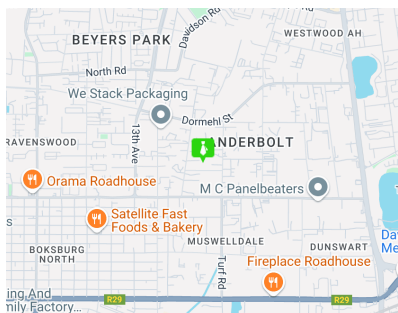 BEYERS PARK
Davidson Rd
WESTWOOD AH
North Rd
We Stack Packaging
Dormehl St
13th Ave
ANDERBOLT
RAVENSWOOD
Orama Roadhouse
M C Panelbeaters
Satellite Fast
Foods & Bakery
MUSWELLDALE
BOKSBURG
NORTH
DUNSWART
Turf Rd
Fireplace Roadhouse
R29
R29
ing And
mily Factory...
Da
Me